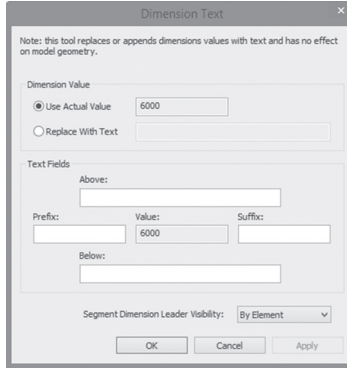 Dimension Text
×
Note: this tool replaces or appends dimensions values with text and has no effect
on model geometry.
Dimension Value
Use Actual Value 6000
Replace With Text
Text Fields
Above:
Prefix: Value: Suffix:
6000
Below:
Segment Dimension Leader Visibility: By Element
OK Cancel Apply